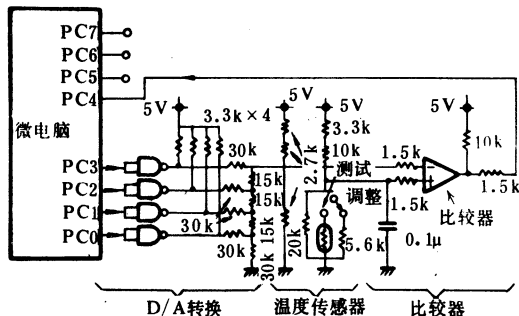 PC7
PC6
PC5
PC4
微电脑
5V
3.3k×4
5V
5V
3.3k
10k
5V
10k
PC3
30k
2.7k
测试
1.5k
PC2
15k
调整
PC1
15k
1.5k
比较器
1.5k
PC0
30k
30k
30k
15k
20k
5.6k
0.1μ
D/A转换
温度传感器
比较器